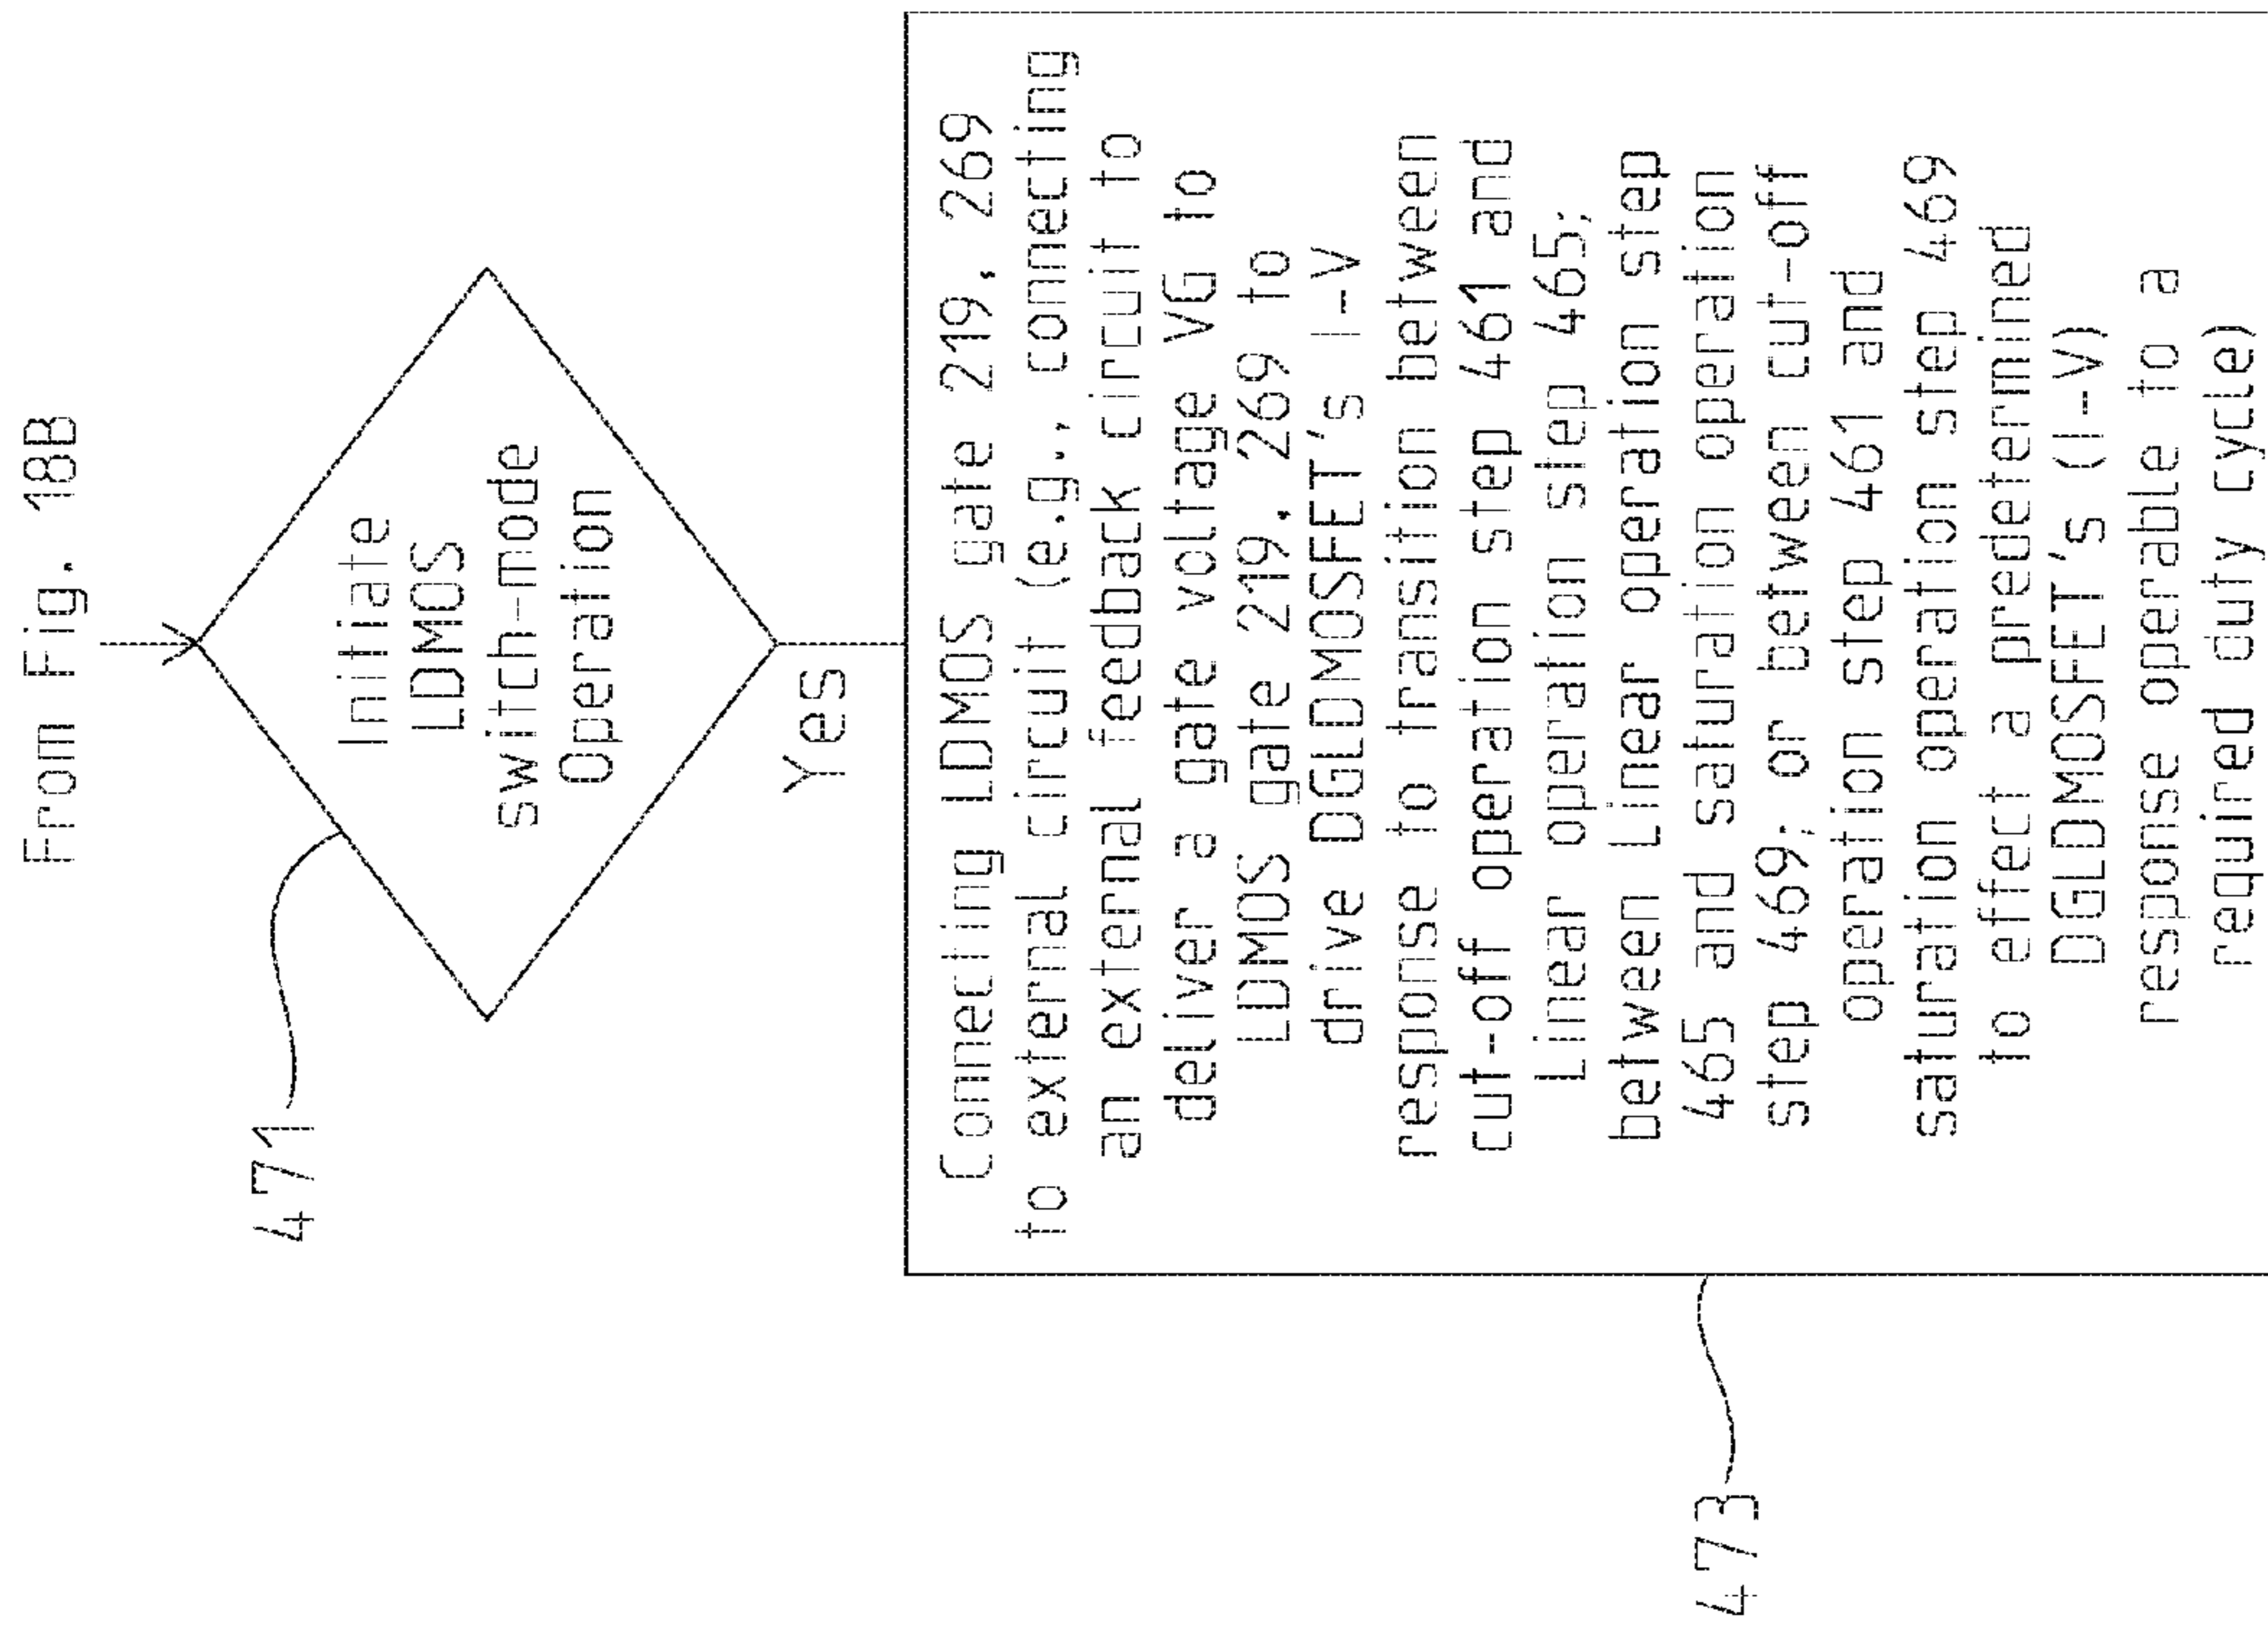 From Fig. 18B
471
Initiate
LDMOS
switch-mode
Operation
Yes
473
Connecting LDMOS gate 219, 269
to external circuit (e.g., connecting
an external feedback circuit to
deliver a gate voltage VG to
LDMOS gate 219, 269 to
drive DGLDMOSFET's I-V
response to transition between
cut-off operation step 461 and
Linear operation step 465;
between Linear operation step
465 and saturation operation
step 469; or between cut-off
operation step 461 and
saturation operation step 469
to effect a predetermined
DGLDMOSFET's (I-V)
response operable to a
required duty cycle)